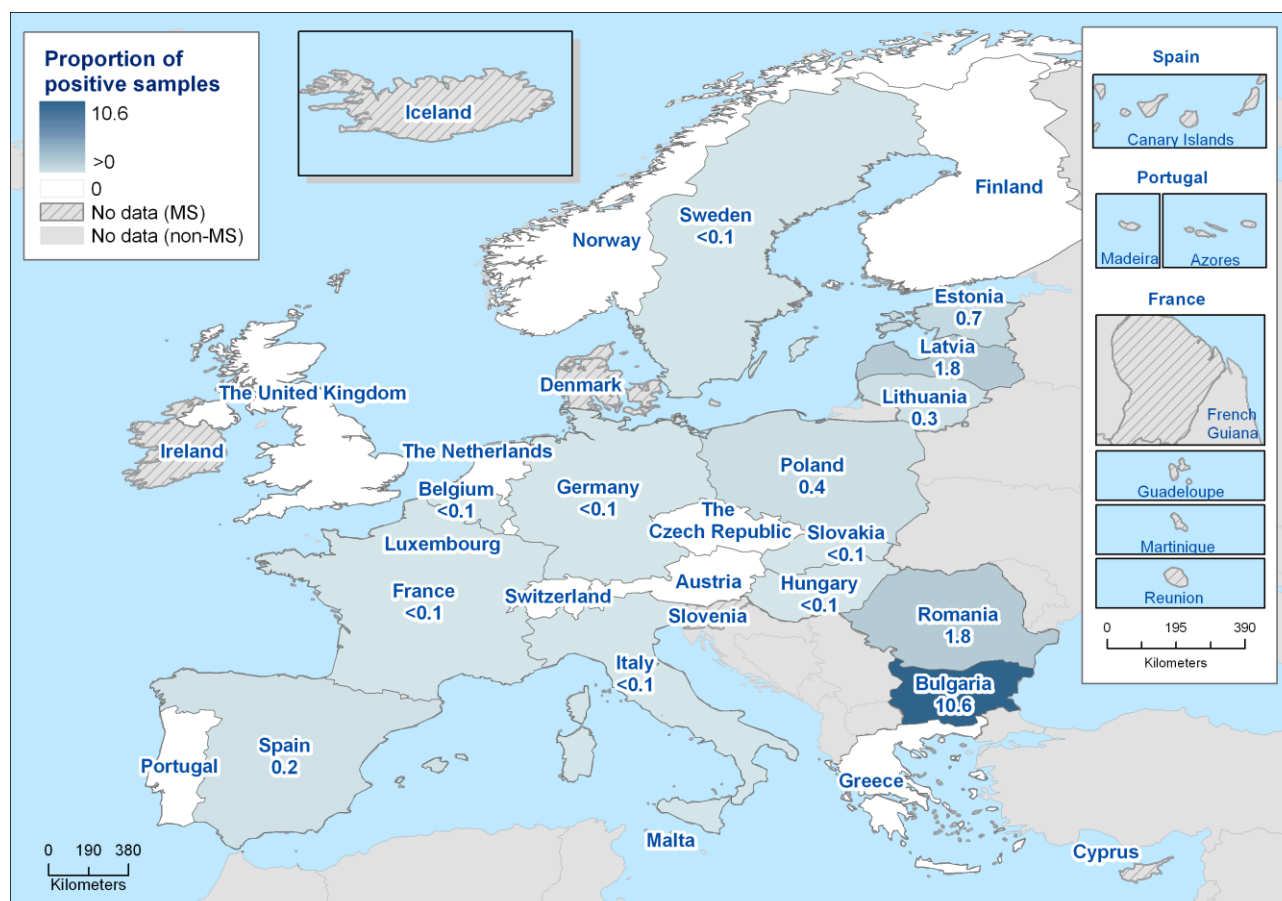 Proportion of
positive samples
10.6
>0
0
No data (MS)
No data (non-MS)
Iceland
Spain
Canary Islands
Portugal
Madeira
Azores
France
French
Guiana
Guadeloupe
Martinique
Reunion
0 195 390
Kilometers
Finland
Sweden
<0.1
Norway
Estonia
0.7
Latvia
1.8
Lithuania
0.3
Denmark
The United Kingdom
Ireland
The Netherlands
Belgium
<0.1
Germany
<0.1
Poland
0.4
The
Czech Republic
Slovakia
<0.1
Luxembourg
France
<0.1
Switzerland
Austria
Hungary
<0.1
Slovenia
Romania
1.8
Italy
<0.1
Bulgaria
10.6
Spain
0.2
Portugal
Greece
Malta
Cyprus
0 190 380
Kilometers